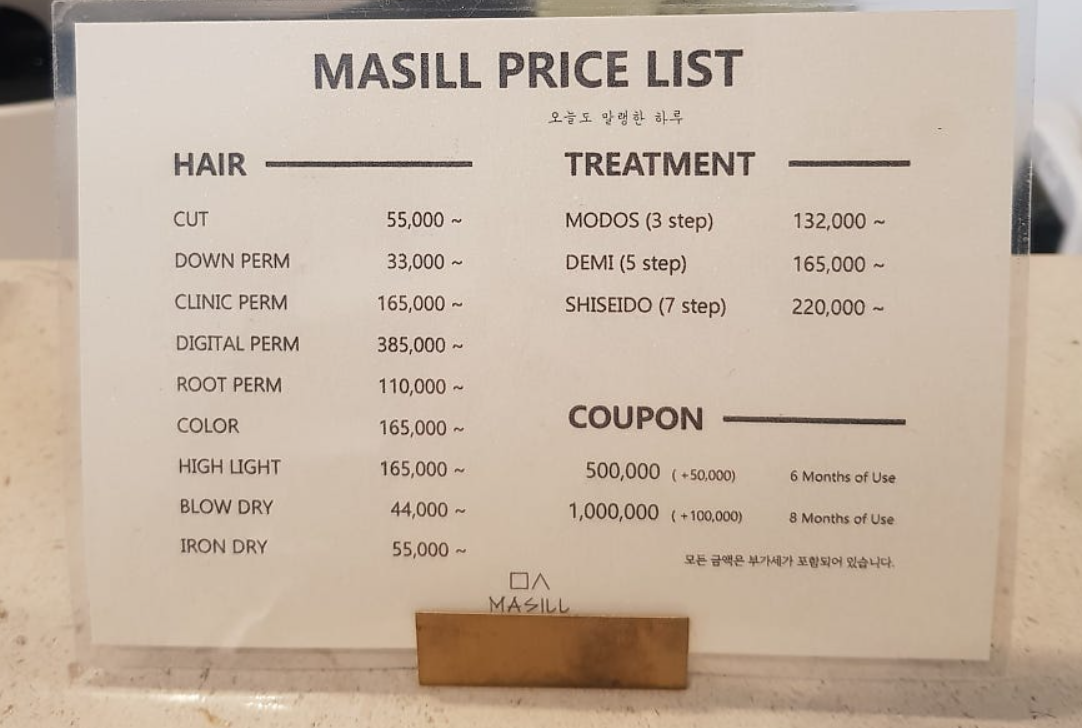 MASILL PRICE LIST
오늘도 말랭한 하루
HAIR
CUT 55,000 ~
DOWN PERM 33,000 ~
CLINIC PERM 165,000 ~
DIGITAL PERM 385,000 ~
ROOT PERM 110,000 ~
COLOR 165,000 ~
HIGH LIGHT 165,000 ~
BLOW DRY 44,000 ~
IRON DRY 55,000 ~
TREATMENT
MODOS (3 step) 132,000 ~
DEMI (5 step) 165,000 ~
SHISEIDO (7 step) 220,000 ~
COUPON
500,000 ( +50,000) 6 Months of Use
1,000,000 ( +100,000) 8 Months of Use
모든 금액은 부가세가 포함되어 있습니다.
MASILL